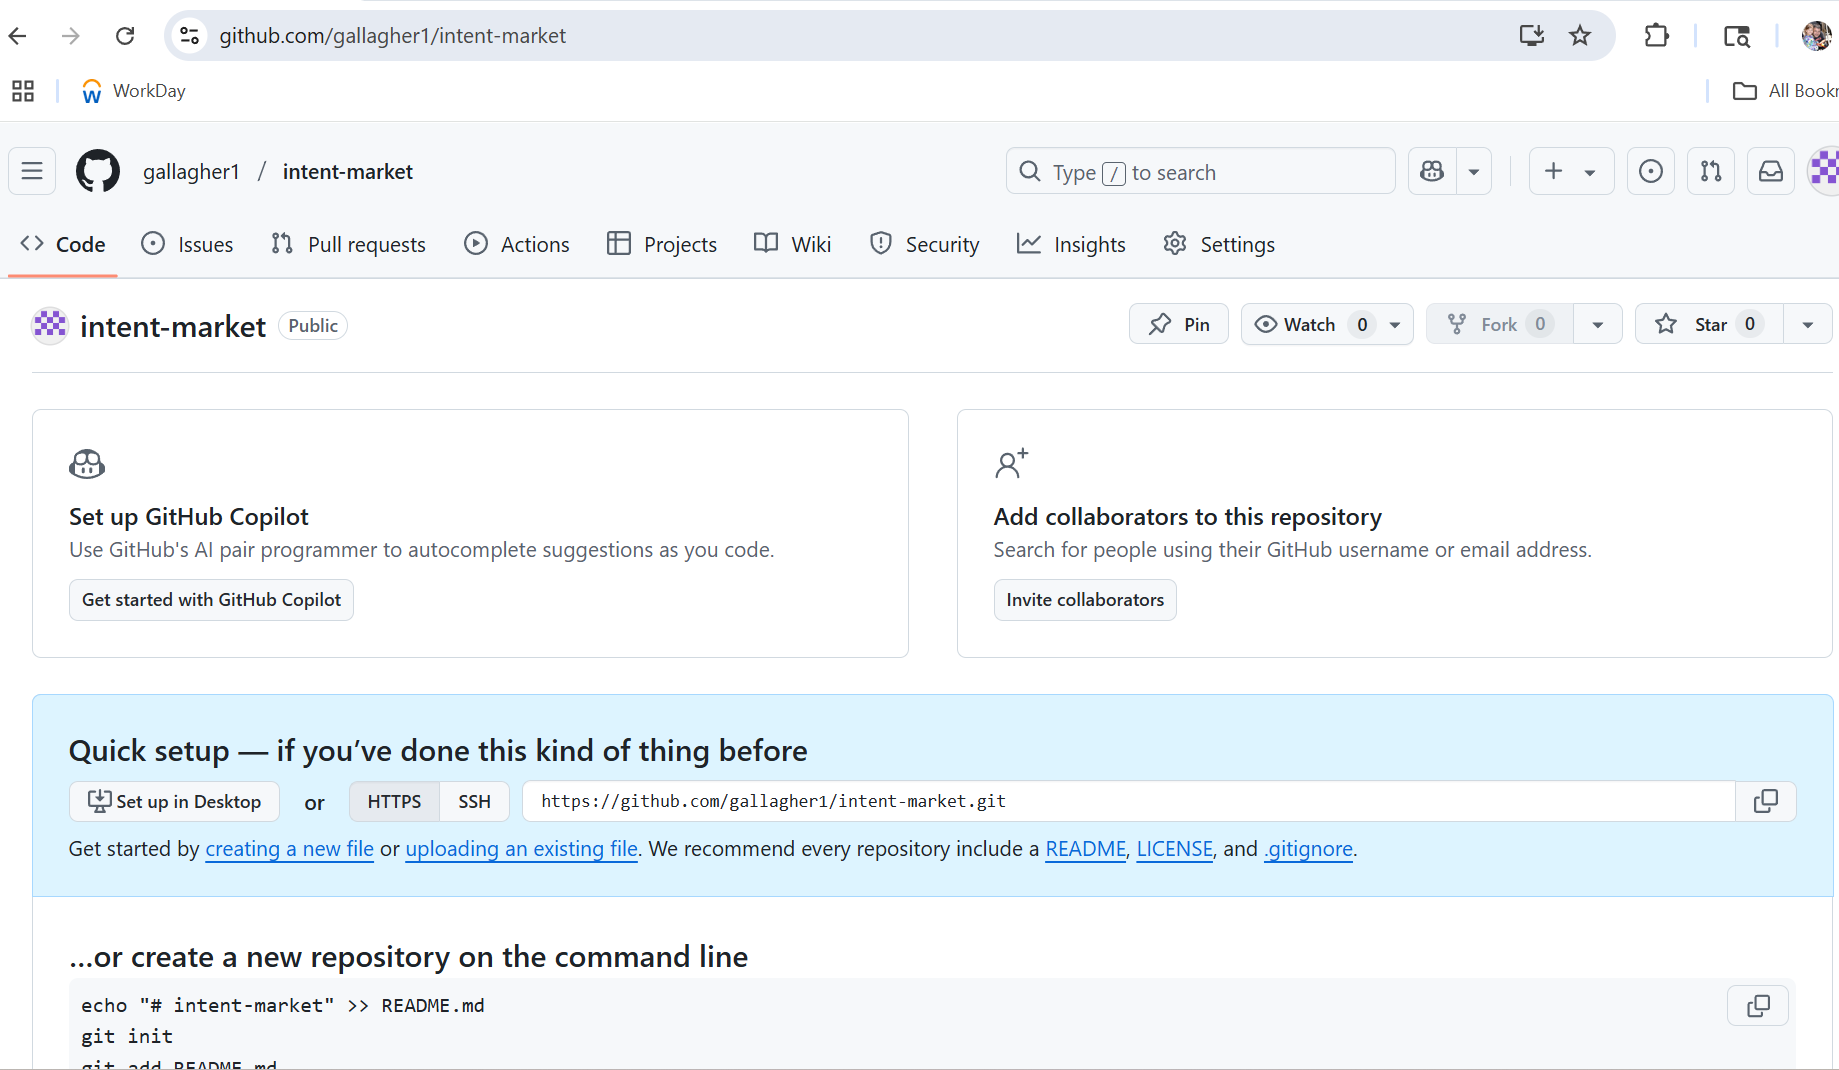 github.com/gallagher1/intent-market
WorkDay
All Bookr
gallagher1 / intent-market
Type / to search
Code Issues Pull requests Actions Projects Wiki Security Insights Settings
intent-market Public
Pin Watch 0 Fork 0 Star 0
Set up GitHub Copilot
Use GitHub's AI pair programmer to autocomplete suggestions as you code.
Get started with GitHub Copilot
Add collaborators to this repository
Search for people using their GitHub username or email address.
Invite collaborators
Quick setup — if you’ve done this kind of thing before
Set up in Desktop or HTTPS SSH https://github.com/gallagher1/intent-market.git
Get started by creating a new file or uploading an existing file. We recommend every repository include a README, LICENSE, and .gitignore.
…or create a new repository on the command line
echo "# intent-market" >> README.md
git init
git add README.md